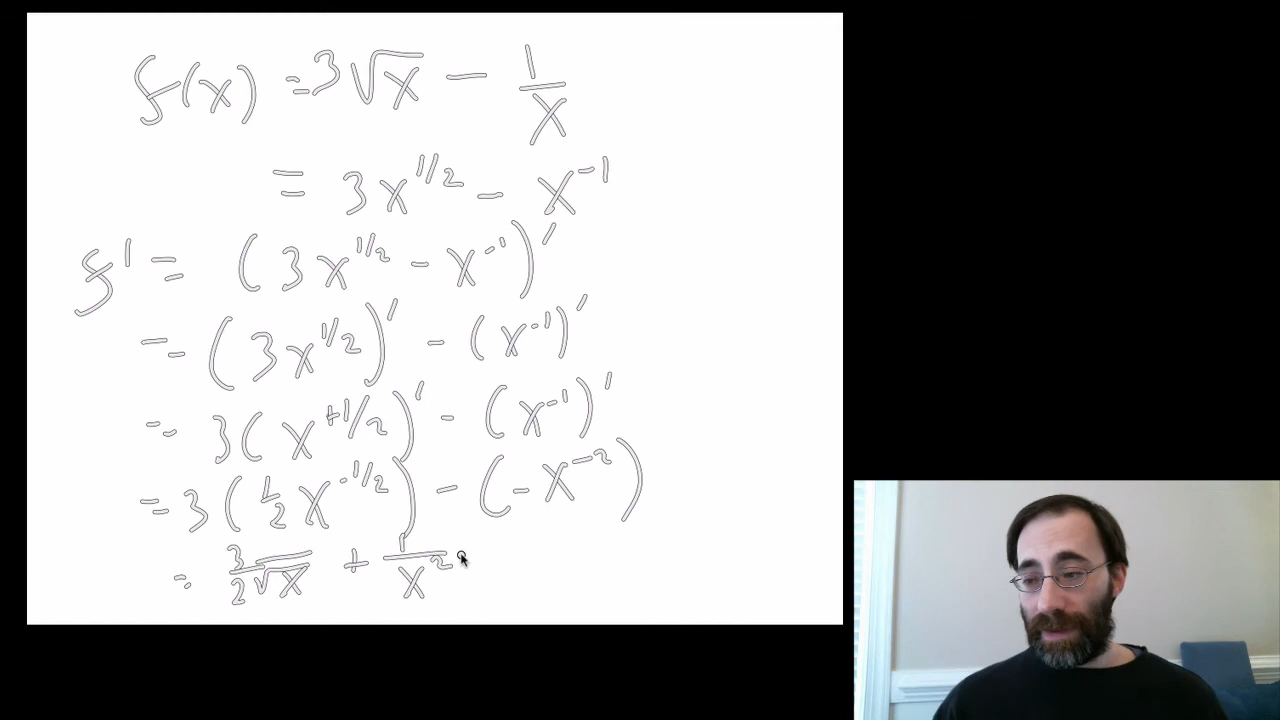 f(x) = 3√x − 1/x
= 3x^{1/2} − x^{-1}
f' = (3x^{1/2} − x^{-1})'
= (3x^{1/2})' − (x^{-1})'
= 3(x^{+1/2})' − (x^{-1})'
= 3(½x^{-1/2}) − (−x^{-2})
= 3/(2√x) + 1/x^2